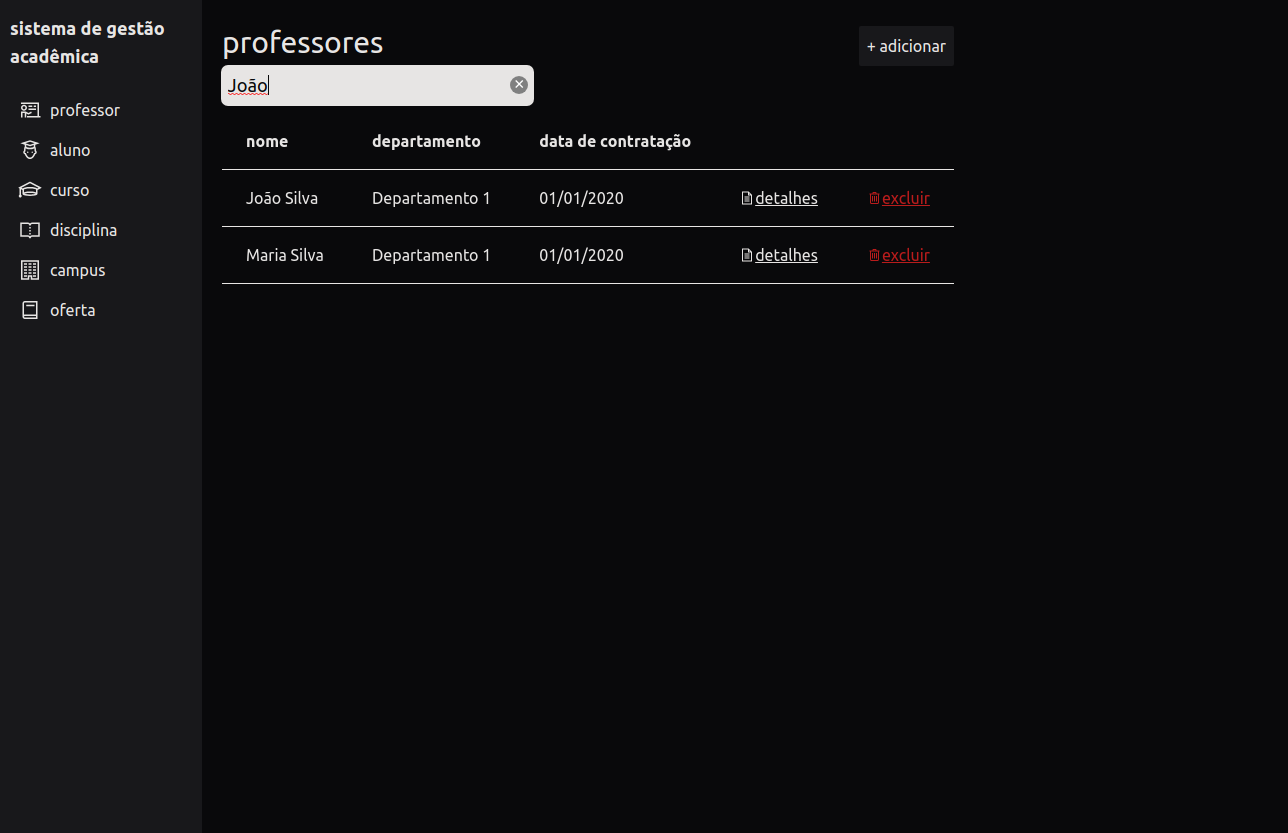 sistema de gestão
acadêmica
professor
aluno
curso
disciplina
campus
oferta
professores
+ adicionar
João
nome departamento data de contratação
João Silva Departamento 1 01/01/2020 detalhes excluir
Maria Silva Departamento 1 01/01/2020 detalhes excluir